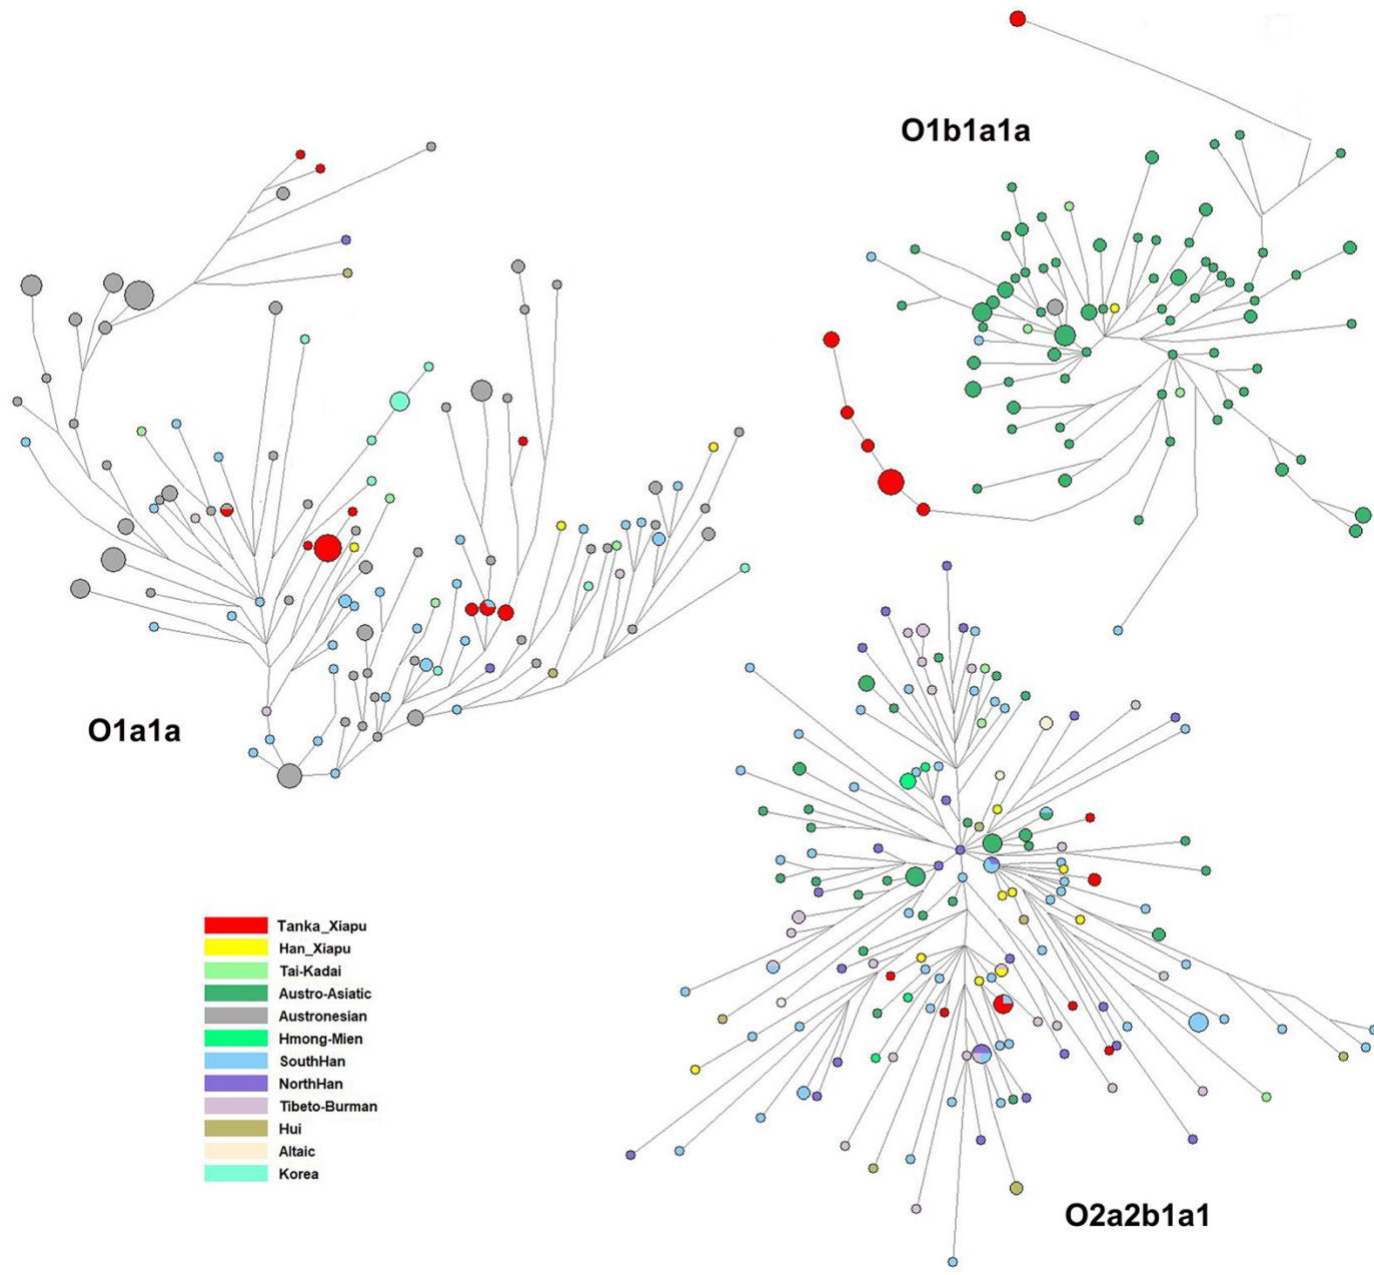 O1b1a1a
O1a1a
Tanka_Xiapu
Han_Xiapu
Tai-Kadai
Austro-Asiatic
Austronesian
Hmong-Mien
SouthHan
NorthHan
Tibeto-Burman
Hui
Altaic
Korea
O2a2b1a1